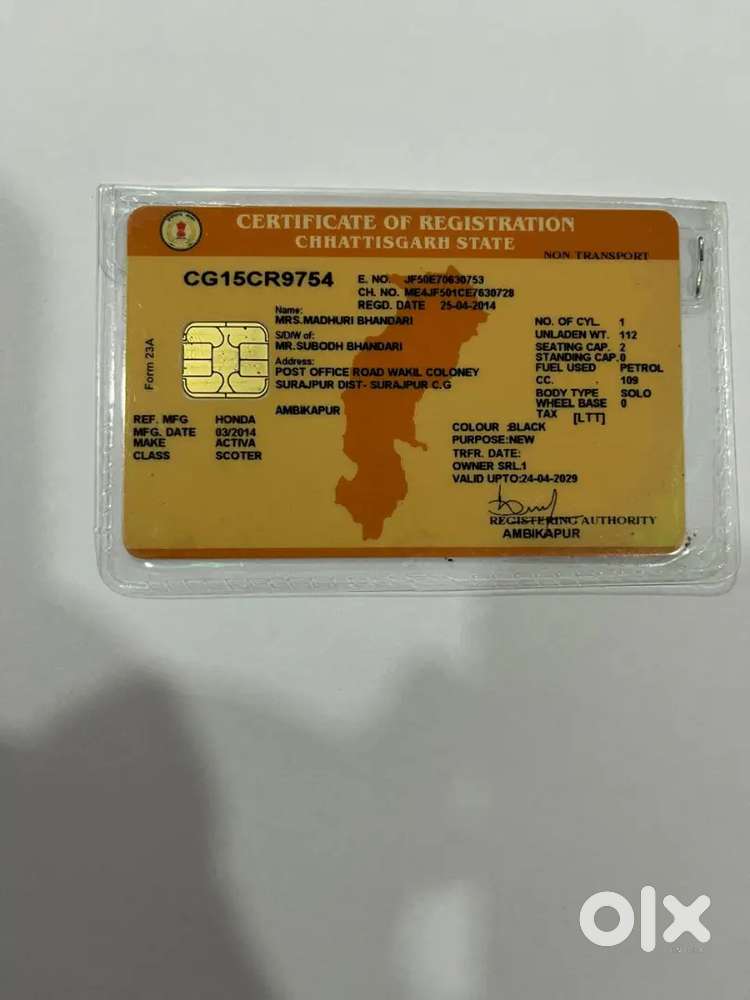 CERTIFICATE OF REGISTRATION
CHHATTISGARH STATE
NON TRANSPORT
CG15CR9754
E. NO. JF50E70630753
CH. NO. ME4JF501CE7630728
REGD. DATE 25-04-2014
Form 23A
Name:
MRS.MADHURI BHANDARI
S/D/W of:
MR.SUBODH BHANDARI
Address:
POST OFFICE ROAD WAKIL COLONEY
SURAJPUR DIST- SURAJPUR C.G
AMBIKAPUR
NO. OF CYL. 1
UNLADEN WT. 112
SEATING CAP. 2
STANDING CAP.0
FUEL USED PETROL
CC. 109
BODY TYPE SOLO
WHEEL BASE 0
TAX [LTT]
REF. MFG HONDA
MFG. DATE 03/2014
MAKE ACTIVA
CLASS SCOTER
COLOUR :BLACK
PURPOSE:NEW
TRFR. DATE:
OWNER SRL.1
VALID UPTO:24-04-2029
REGISTERING AUTHORITY
AMBIKAPUR
olx